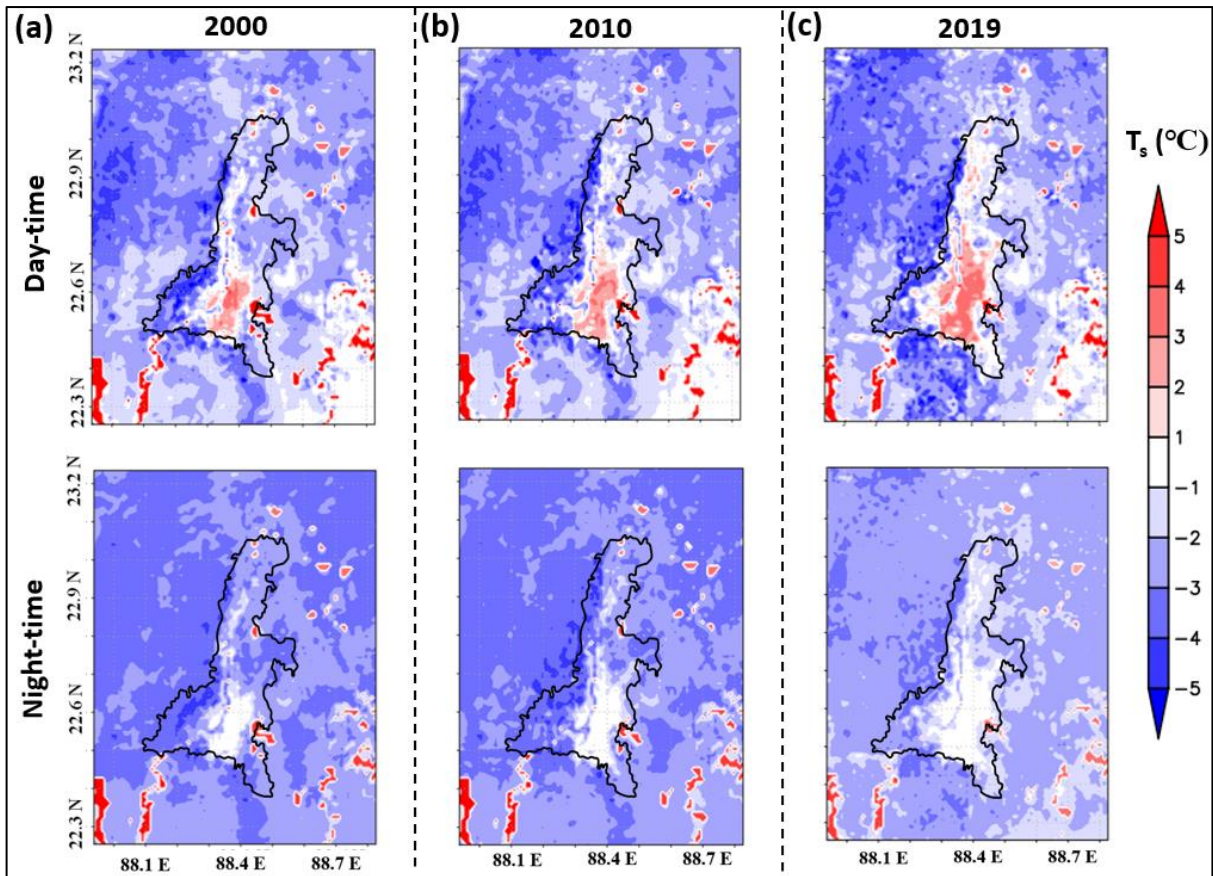 (a) 2000
(b) 2010
(c) 2019
Day-time
23.2 N
22.9 N
22.6 N
22.3 N
Night-time
23.2 N
22.9 N
22.6 N
22.3 N
88.1 E 88.4 E 88.7 E
88.1 E 88.4 E 88.7 E
88.1 E 88.4 E 88.7 E
Ts (°C)
5
4
3
2
1
−1
−2
−3
−4
−5